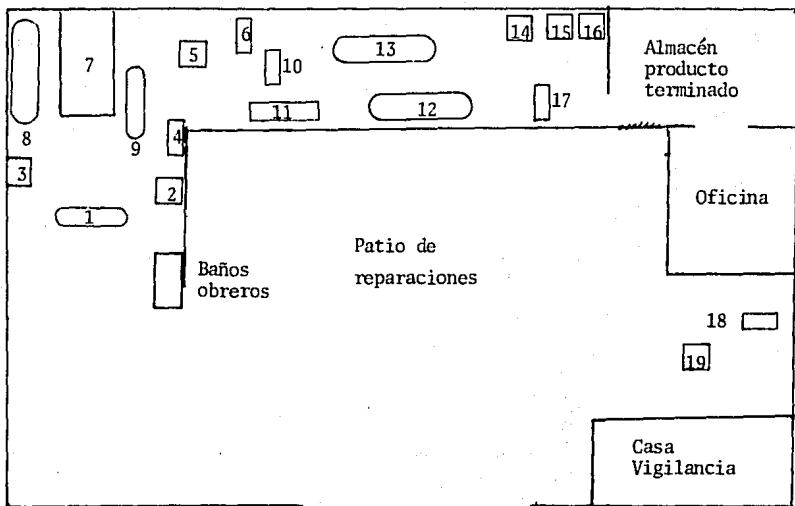 6
14
15
16
5
13
Almacén
producto
terminado
7
10
17
11
12
8
9
4
3
2
1
Oficina
Baños
obreros
Patio de
reparaciones
18
19
Casa
Vigilancia